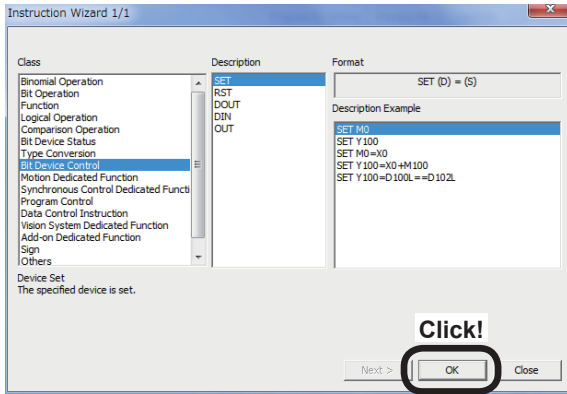 Instruction Wizard 1/1
Class
Binomial Operation
Bit Operation
Function
Logical Operation
Comparison Operation
Bit Device Status
Type Conversion
Bit Device Control
Motion Dedicated Function
Synchronous Control Dedicated Functi
Program Control
Data Control Instruction
Vision System Dedicated Function
Add-on Dedicated Function
Sign
Others
Description
SET
RST
DOUT
DIN
OUT
Format
SET (D) = (S)
Description Example
SET M0
SET Y100
SET M0=X0
SET Y100=X0+M100
SET Y100=D100L==D102L
Device Set
The specified device is set.
Click!
Next > OK Close